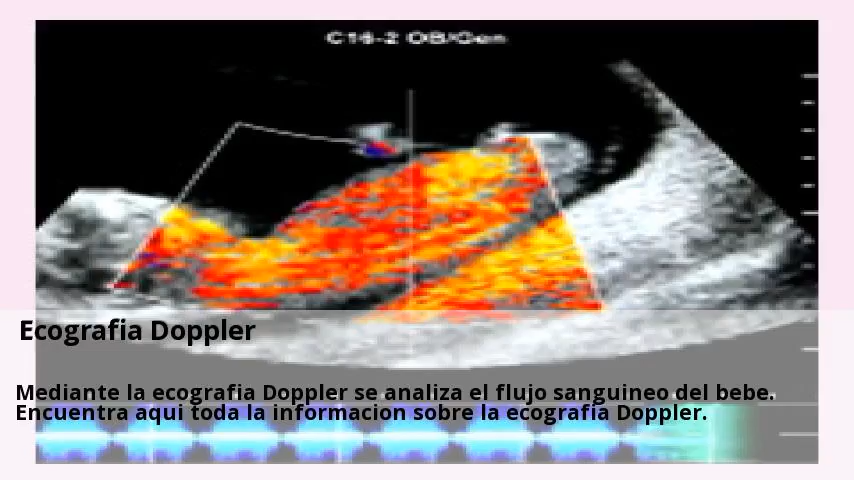 C16-2 OB/Gen
Ecografia Doppler
Mediante la ecografia Doppler se analiza el flujo sanguineo del bebe.
Encuentra aqui toda la informacion sobre la ecografia Doppler.